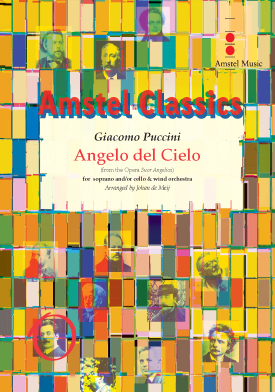 Amstel Music
Amstel Classics
Giacomo Puccini
Angelo del Cielo
(from the Opera Suor Angelica)
for soprano and/or cello & wind orchestra
Arranged by Johan de Meij